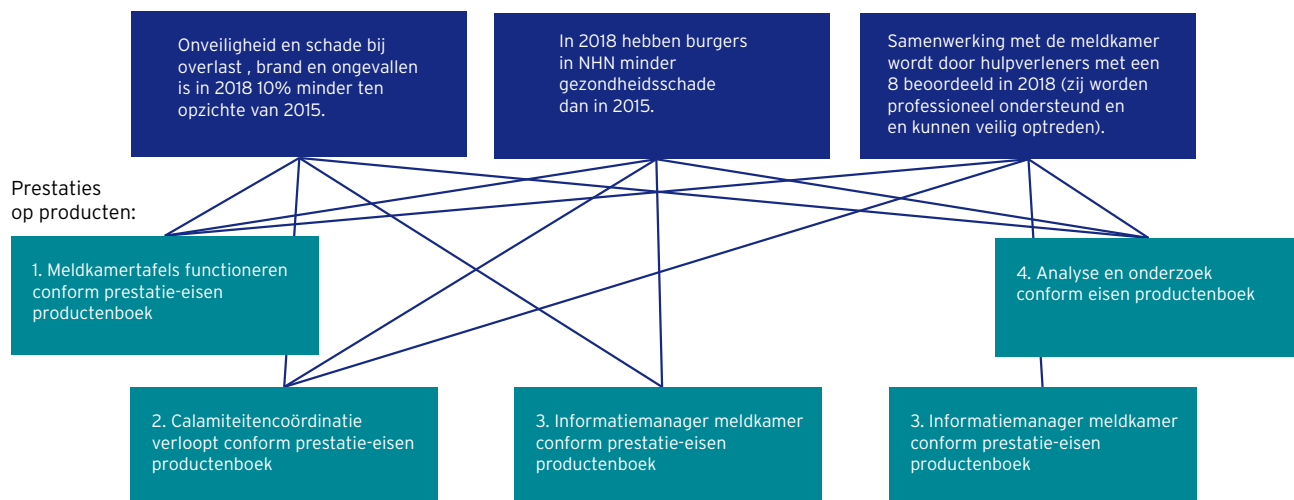 Onveiligheid en schade bij
overlast , brand en ongevallen
is in 2018 10% minder ten
opzichte van 2015.
In 2018 hebben burgers
in NHN minder
gezondheidsschade
dan in 2015.
Samenwerking met de meldkamer
wordt door hulpverleners met een
8 beoordeeld in 2018 (zij worden
professioneel ondersteund en
en kunnen veilig optreden).
Prestaties
op producten:
1. Meldkamertafels functioneren
conform prestatie-eisen
productenboek
4. Analyse en onderzoek
conform eisen productenboek
2. Calamiteitencoördinatie
verloopt conform prestatie-eisen
productenboek
3. Informatiemanager meldkamer
conform prestatie-eisen
productenboek
3. Informatiemanager meldkamer
conform prestatie-eisen
productenboek